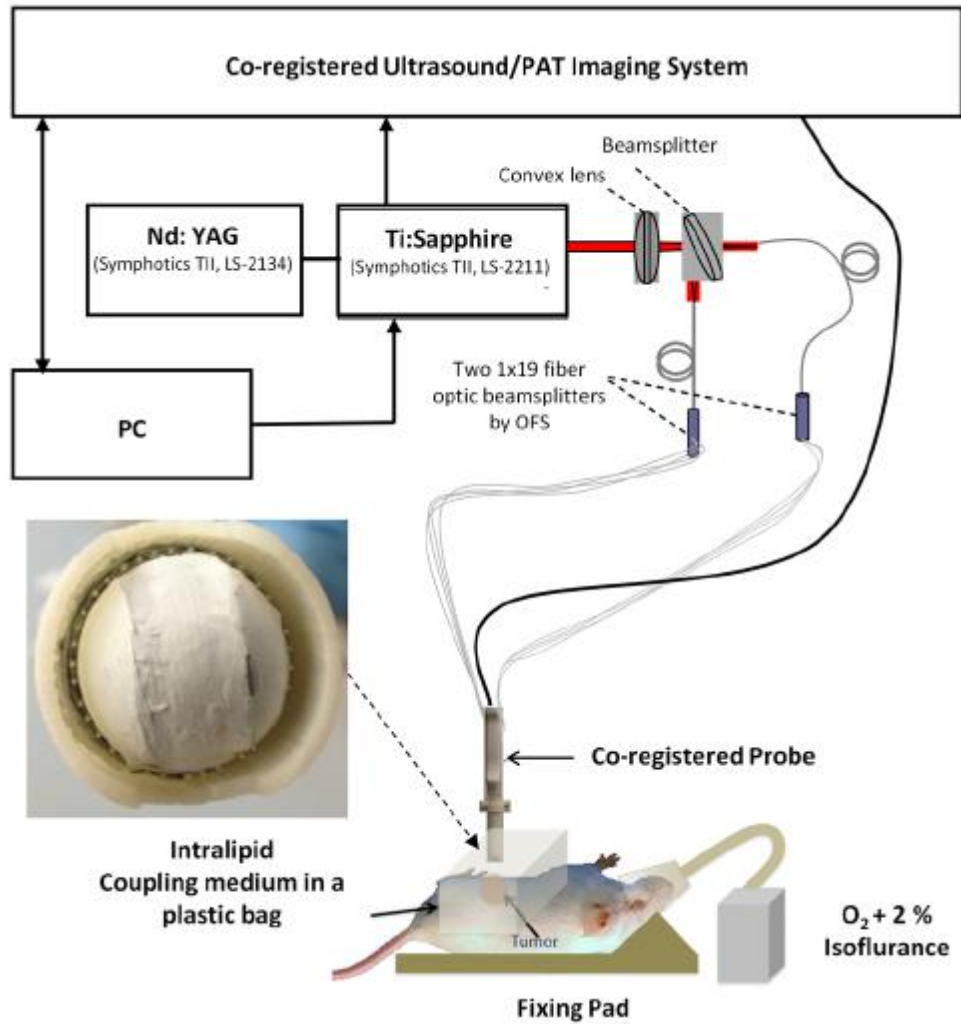 Co-registered Ultrasound/PAT Imaging System
Beamsplitter
Convex lens
Nd: YAG
(Symphotics TII, LS-2134)
Ti:Sapphire
(Symphotics TII, LS-2211)
-
PC
Two 1x19 fiber
optic beamsplitters
by OFS
Co-registered Probe
Intralipid
Coupling medium in a
plastic bag
Tumor
O₂ + 2 %
Isoflurance
Fixing Pad